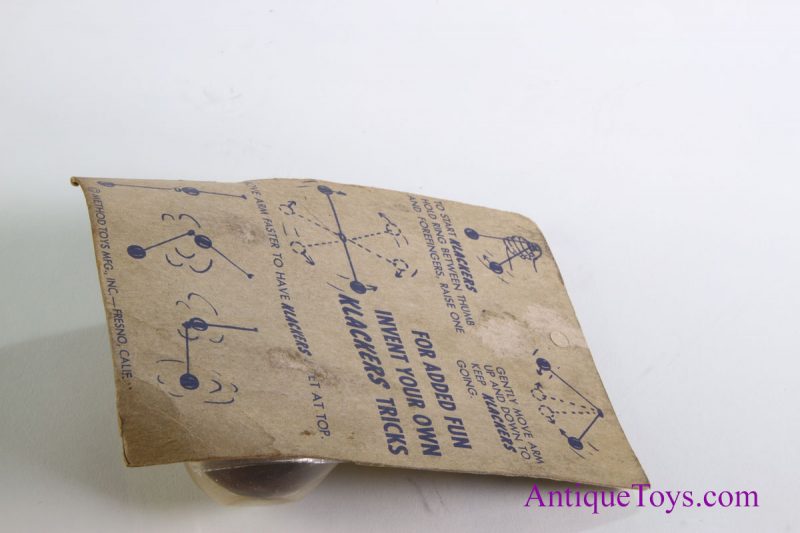 TO START KLACKERS
HOLD RING BETWEEN THUMB
AND FOREFINGERS, RAISE ONE
GENTLY MOVE ARM
UP AND DOWN TO
KEEP KLACKERS
GOING.
MOVE ARM FASTER TO HAVE KLACKERS MEET AT TOP.
FOR ADDED FUN
INVENT YOUR OWN
KLACKERS TRICKS
© METHOD TOYS MFG., INC. — FRESNO, CALIF.
AntiqueToys.com